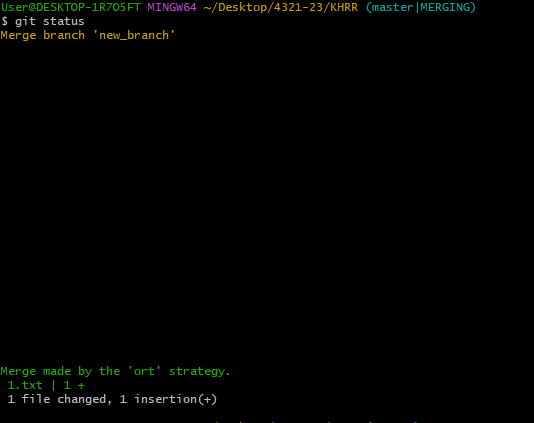 User@DESKTOP-1R7O5FT MINGW64 ~/Desktop/4321-23/KHRR (master|MERGING)
$ git status
Merge branch 'new_branch'
Merge made by the 'ort' strategy.
1.txt | 1 +
1 file changed, 1 insertion(+)